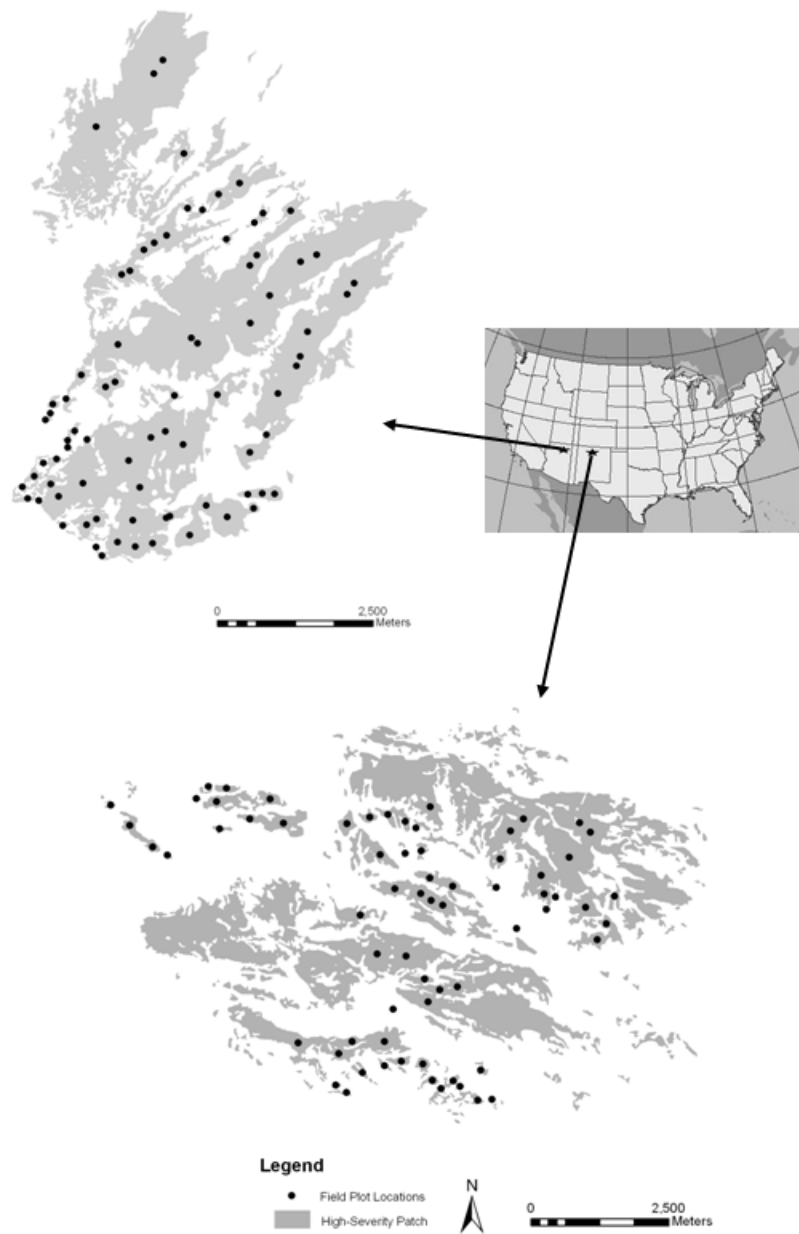 0 2,500
Meters
Legend
Field Plot Locations
High-Severity Patch
N
0 2,500
Meters